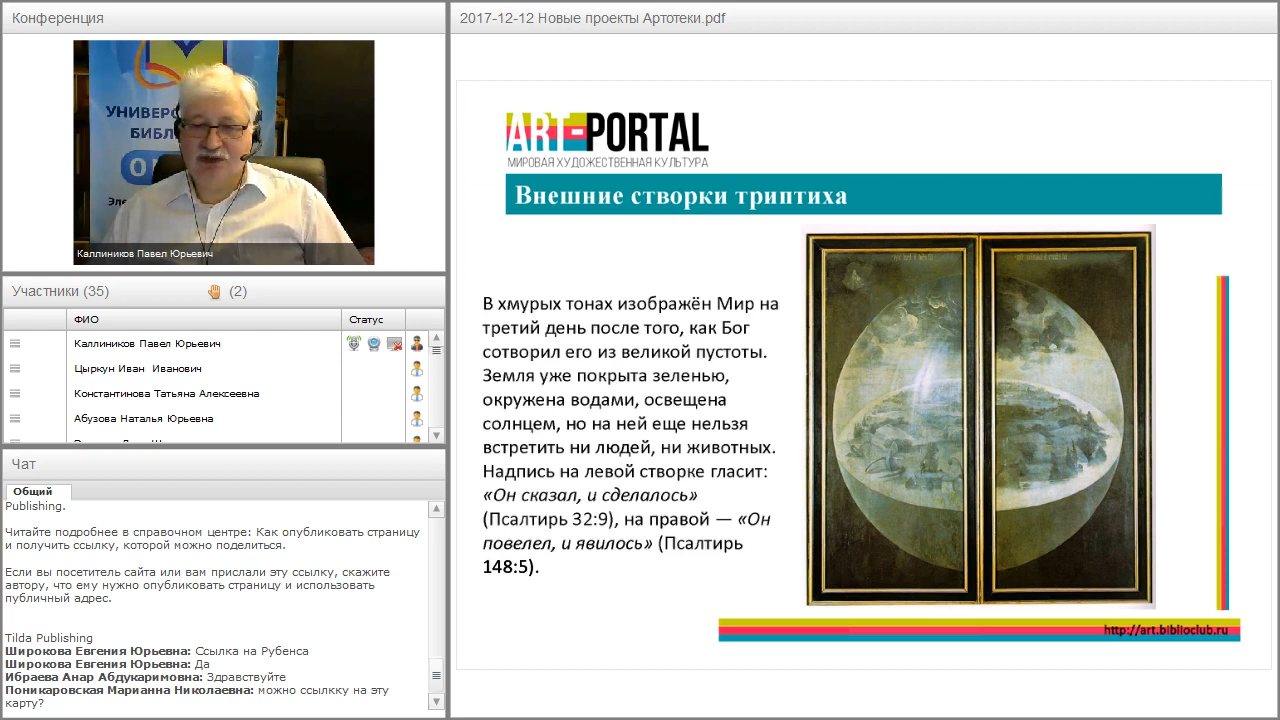 Конференция
УНИВЕР
БИБЛ
Эле
Каллиников Павел Юрьевич
Участники (35)
(2)
ФИО
Статус
Каллиников Павел Юрьевич
Цыркун Иван Иванович
Константинова Татьяна Алексеевна
Абузова Наталья Юрьевна
Чат
Общий
Publishing.
Читайте подробнее в справочном центре: Как опубликовать страницу
и получить ссылку, которой можно поделиться.
Если вы посетитель сайта или вам прислали эту ссылку, скажите
автору, что ему нужно опубликовать страницу и использовать
публичный адрес.
Tilda Publishing
Широкова Евгения Юрьевна: Ссылка на Рубенса
Широкова Евгения Юрьевна: Да
Ибраева Анар Абдукаримовна: Здравствуйте
Поникаровская Марианна Николаевна: можно ссылкку на эту
карту?
2017-12-12 Новые проекты Артотеки.pdf
ART-PORTAL
МИРОВАЯ ХУДОЖЕСТВЕННАЯ КУЛЬТУРА
Внешние створки триптиха
В хмурых тонах изображён Мир на
третий день после того, как Бог
сотворил его из великой пустоты.
Земля уже покрыта зеленью,
окружена водами, освещена
солнцем, но на ней еще нельзя
встретить ни людей, ни животных.
Надпись на левой створке гласит:
«Он сказал, и сделалось»
(Псалтирь 32:9), на правой — «Он
повелел, и явилось» (Псалтирь
148:5).
http://art.biblioclub.ru